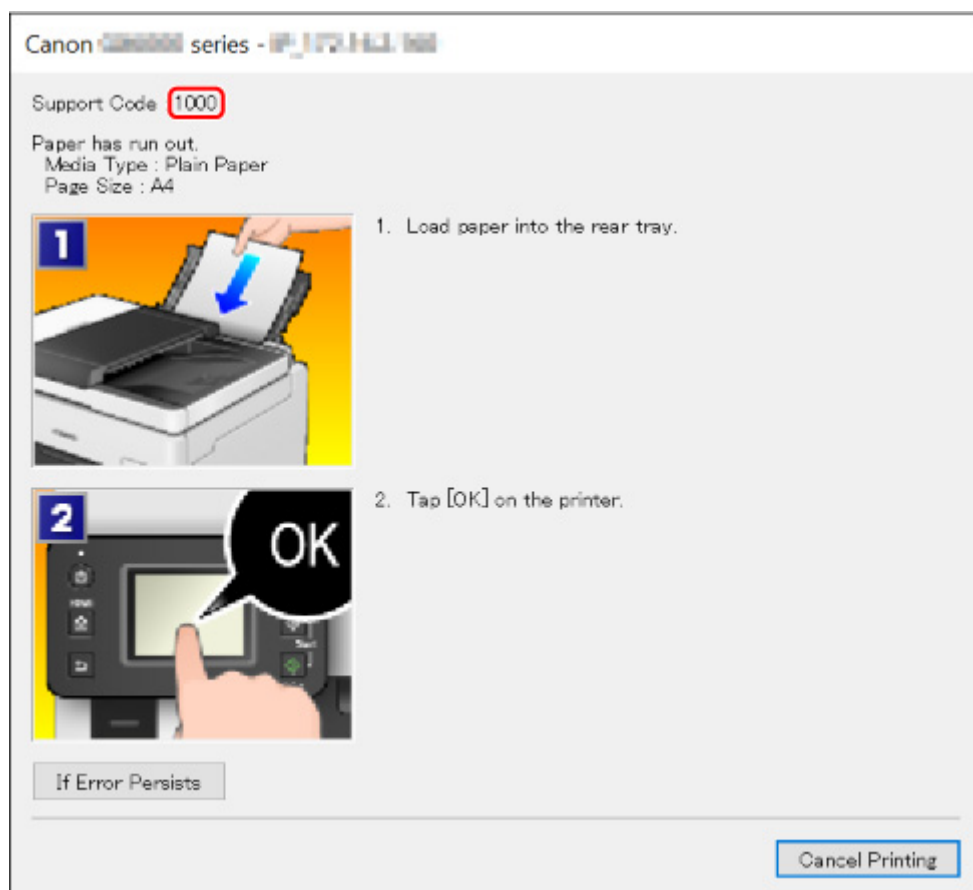 Canon series -
Support Code : 1000
Paper has run out.
Media Type : Plain Paper
Page Size : A4
1
1. Load paper into the rear tray.
2
OK
2. Tap [OK] on the printer.
Start
If Error Persists
Cancel Printing